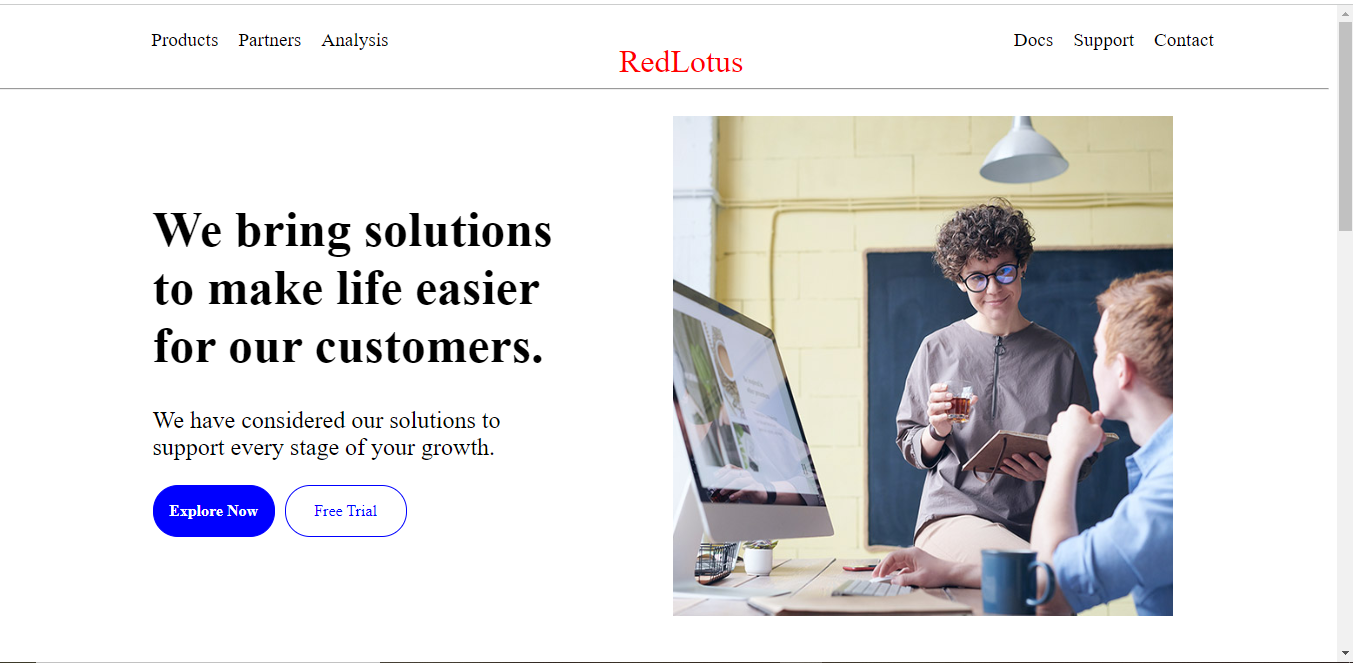 Products Partners Analysis
RedLotus
Docs Support Contact
We bring solutions
to make life easier
for our customers.
We have considered our solutions to
support every stage of your growth.
Explore Now
Free Trial